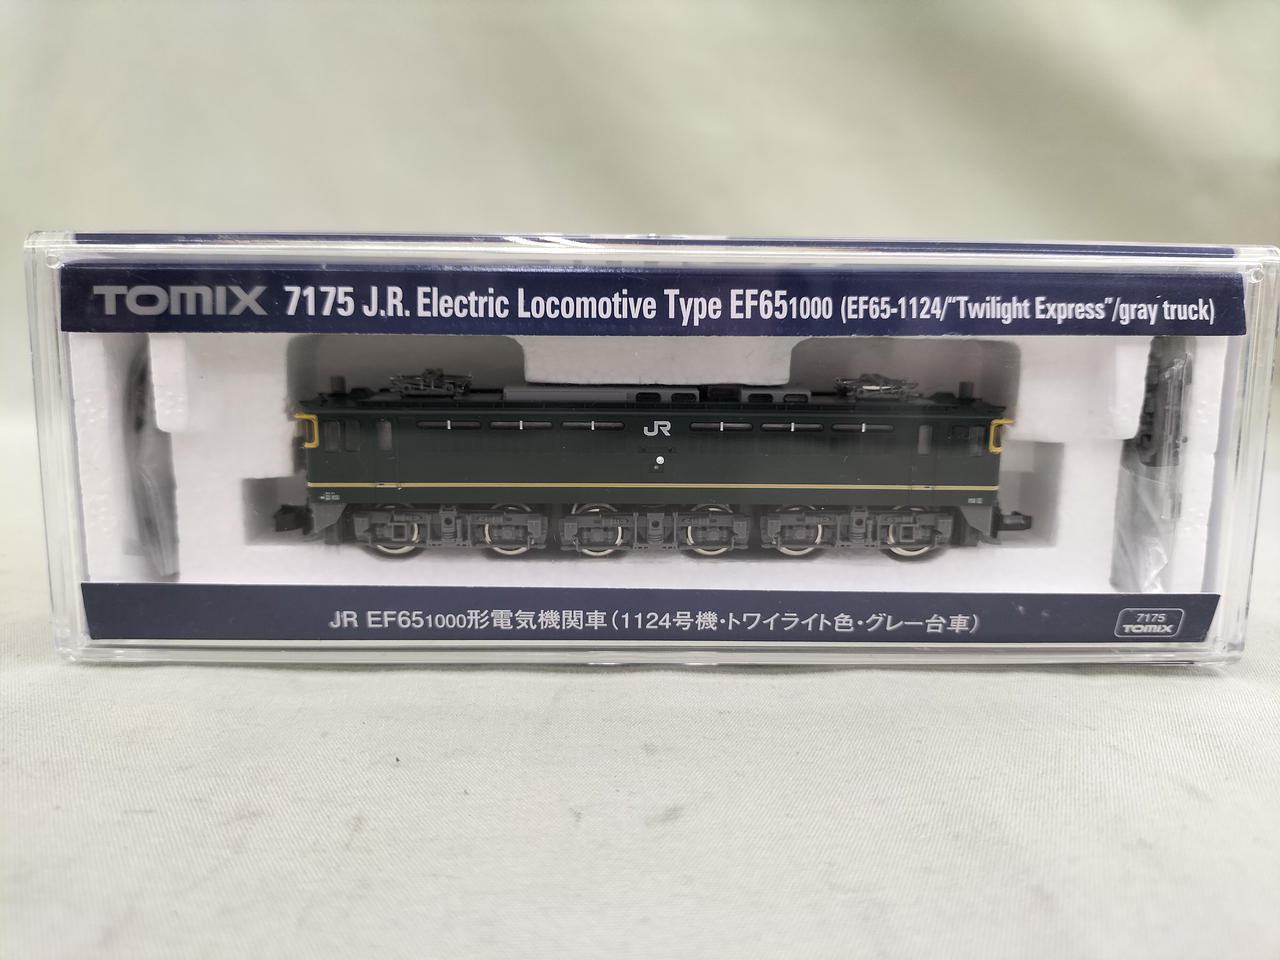 TOMIX 7175 J.R. Electric Locomotive Type EF651000 (EF65-1124/"Twilight Express"/gray truck)
JR
JR EF651000形電気機関車(1124号機・トワイライト色・グレー台車)
7175
TOMIX